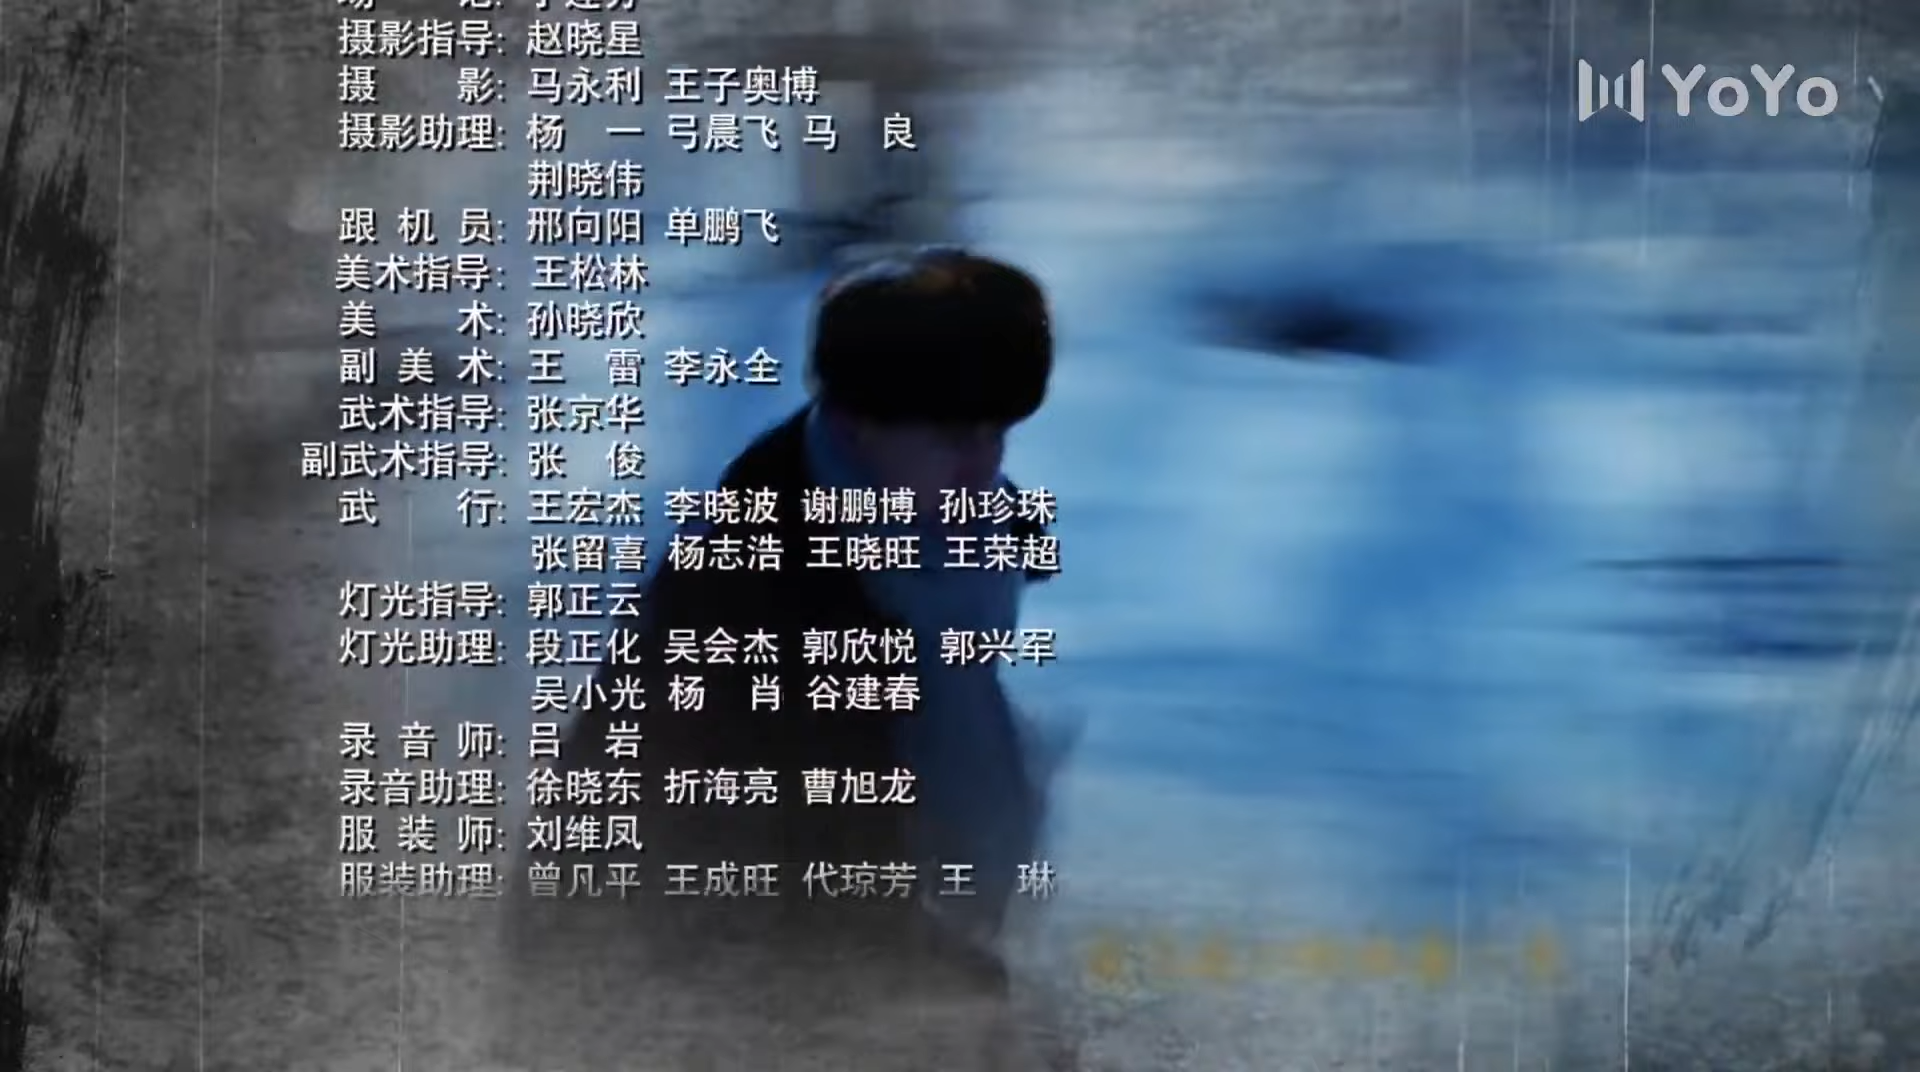 摄影指导: 赵晓星
YoYo
摄　　影: 马永利 王子奥博
摄影助理: 杨　一 弓晨飞 马　良
荆晓伟
跟 机 员: 邢向阳 单鹏飞
美术指导: 王松林
美　　术: 孙晓欣
副 美 术: 王　雷 李永全
武术指导: 张京华
副武术指导: 张　俊
武　　行: 王宏杰 李晓波 谢鹏博 孙珍珠
张留喜 杨志浩 王晓旺 王荣超
灯光指导: 郭正云
灯光助理: 段正化 吴会杰 郭欣悦 郭兴军
吴小光 杨　肖 谷建春
录 音 师: 吕　岩
录音助理: 徐晓东 折海亮 曹旭龙
服 装 师: 刘维凤
服装助理: 曾凡平 王成旺 代琼芳 王　琳